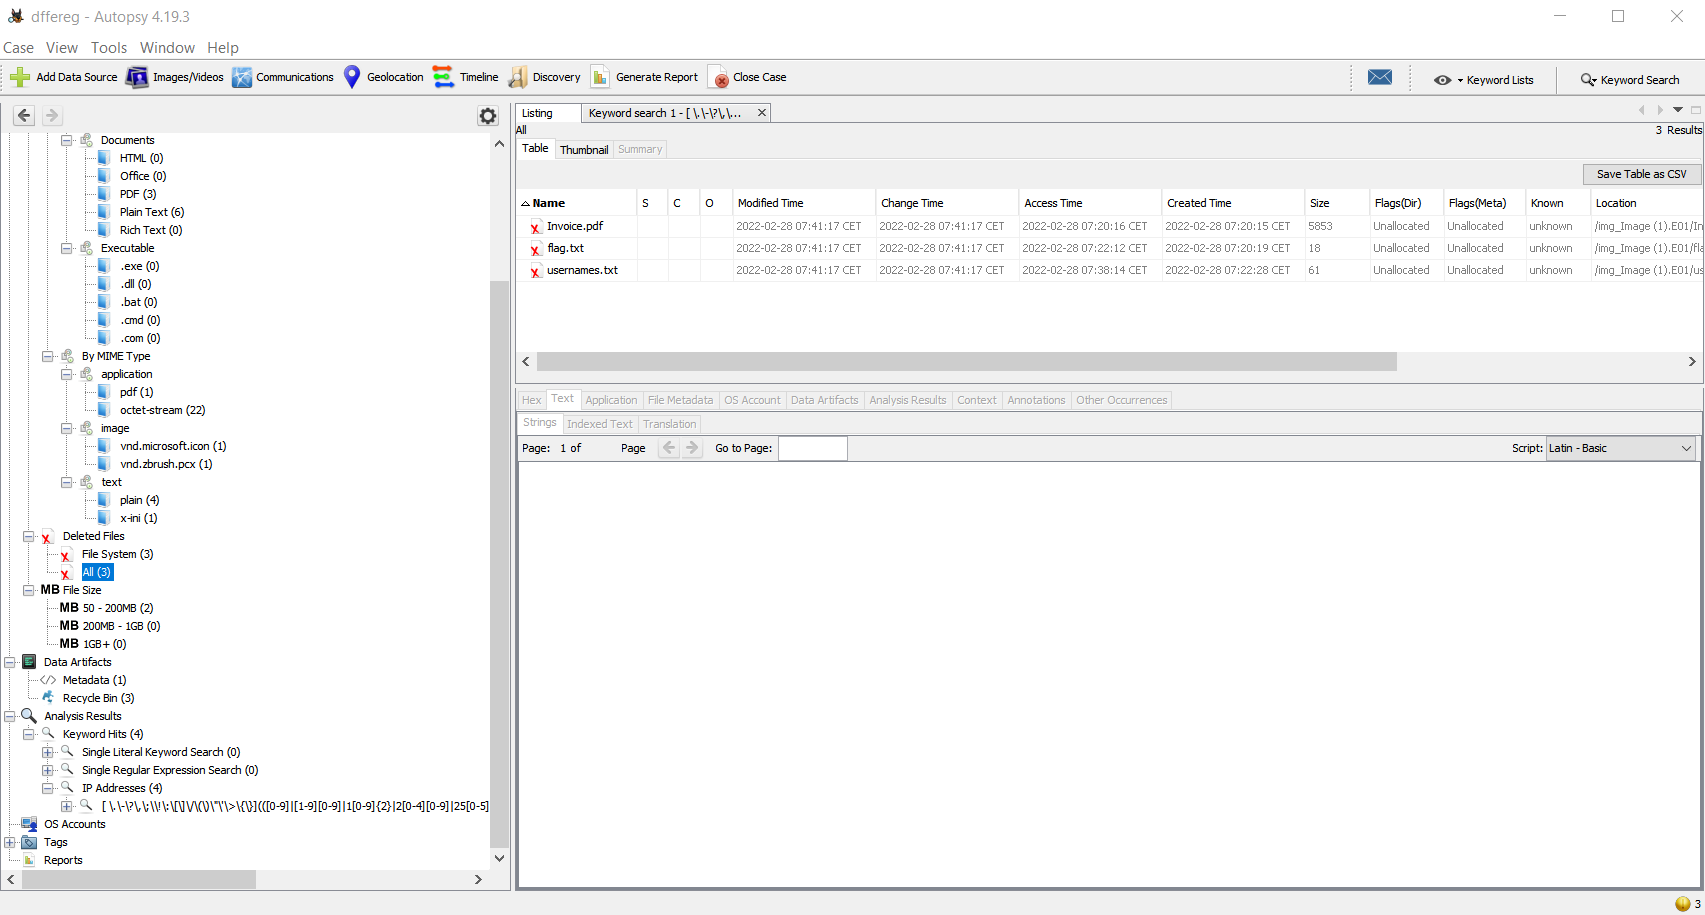 dffereg - Autopsy 4.19.3
Case View Tools Window Help
Add Data Source Images/Videos Communications Geolocation Timeline Discovery Generate Report Close Case Keyword Lists Keyword Search
Documents
HTML (0)
Office (0)
PDF (3)
Plain Text (6)
Rich Text (0)
Executable
.exe (0)
.dll (0)
.bat (0)
.cmd (0)
.com (0)
By MIME Type
application
pdf (1)
octet-stream (22)
image
vnd.microsoft.icon (1)
vnd.zbrush.pcx (1)
text
plain (4)
x-ini (1)
Deleted Files
File System (3)
All (3)
MB File Size
MB 50 - 200MB (2)
MB 200MB - 1GB (0)
MB 1GB+ (0)
Data Artifacts
Metadata (1)
Recycle Bin (3)
Analysis Results
Keyword Hits (4)
Single Literal Keyword Search (0)
Single Regular Expression Search (0)
IP Addresses (4)
[ \.\-\?\,\;\\!\:\[\]\/\(\)\"\'\>\{\}](([0-9]|[1-9][0-9]|1[0-9]{2}|2[0-4][0-9]|25[0-5]
OS Accounts
Tags
Reports
Listing Keyword search 1 - [ \.\-\?\,\...
All
3 Results
Table Thumbnail Summary
Save Table as CSV
Name S C O Modified Time Change Time Access Time Created Time Size Flags(Dir) Flags(Meta) Known Location
Invoice.pdf 2022-02-28 07:41:17 CET 2022-02-28 07:41:17 CET 2022-02-28 07:20:16 CET 2022-02-28 07:20:15 CET 5853 Unallocated Unallocated unknown /img_Image (1).E01/In
flag.txt 2022-02-28 07:41:17 CET 2022-02-28 07:41:17 CET 2022-02-28 07:22:12 CET 2022-02-28 07:20:19 CET 18 Unallocated Unallocated unknown /img_Image (1).E01/fla
usernames.txt 2022-02-28 07:41:17 CET 2022-02-28 07:41:17 CET 2022-02-28 07:38:14 CET 2022-02-28 07:22:28 CET 61 Unallocated Unallocated unknown /img_Image (1).E01/us
Hex Text Application File Metadata OS Account Data Artifacts Analysis Results Context Annotations Other Occurrences
Strings Indexed Text Translation
Page: 1 of Page Go to Page: Script: Latin - Basic
3